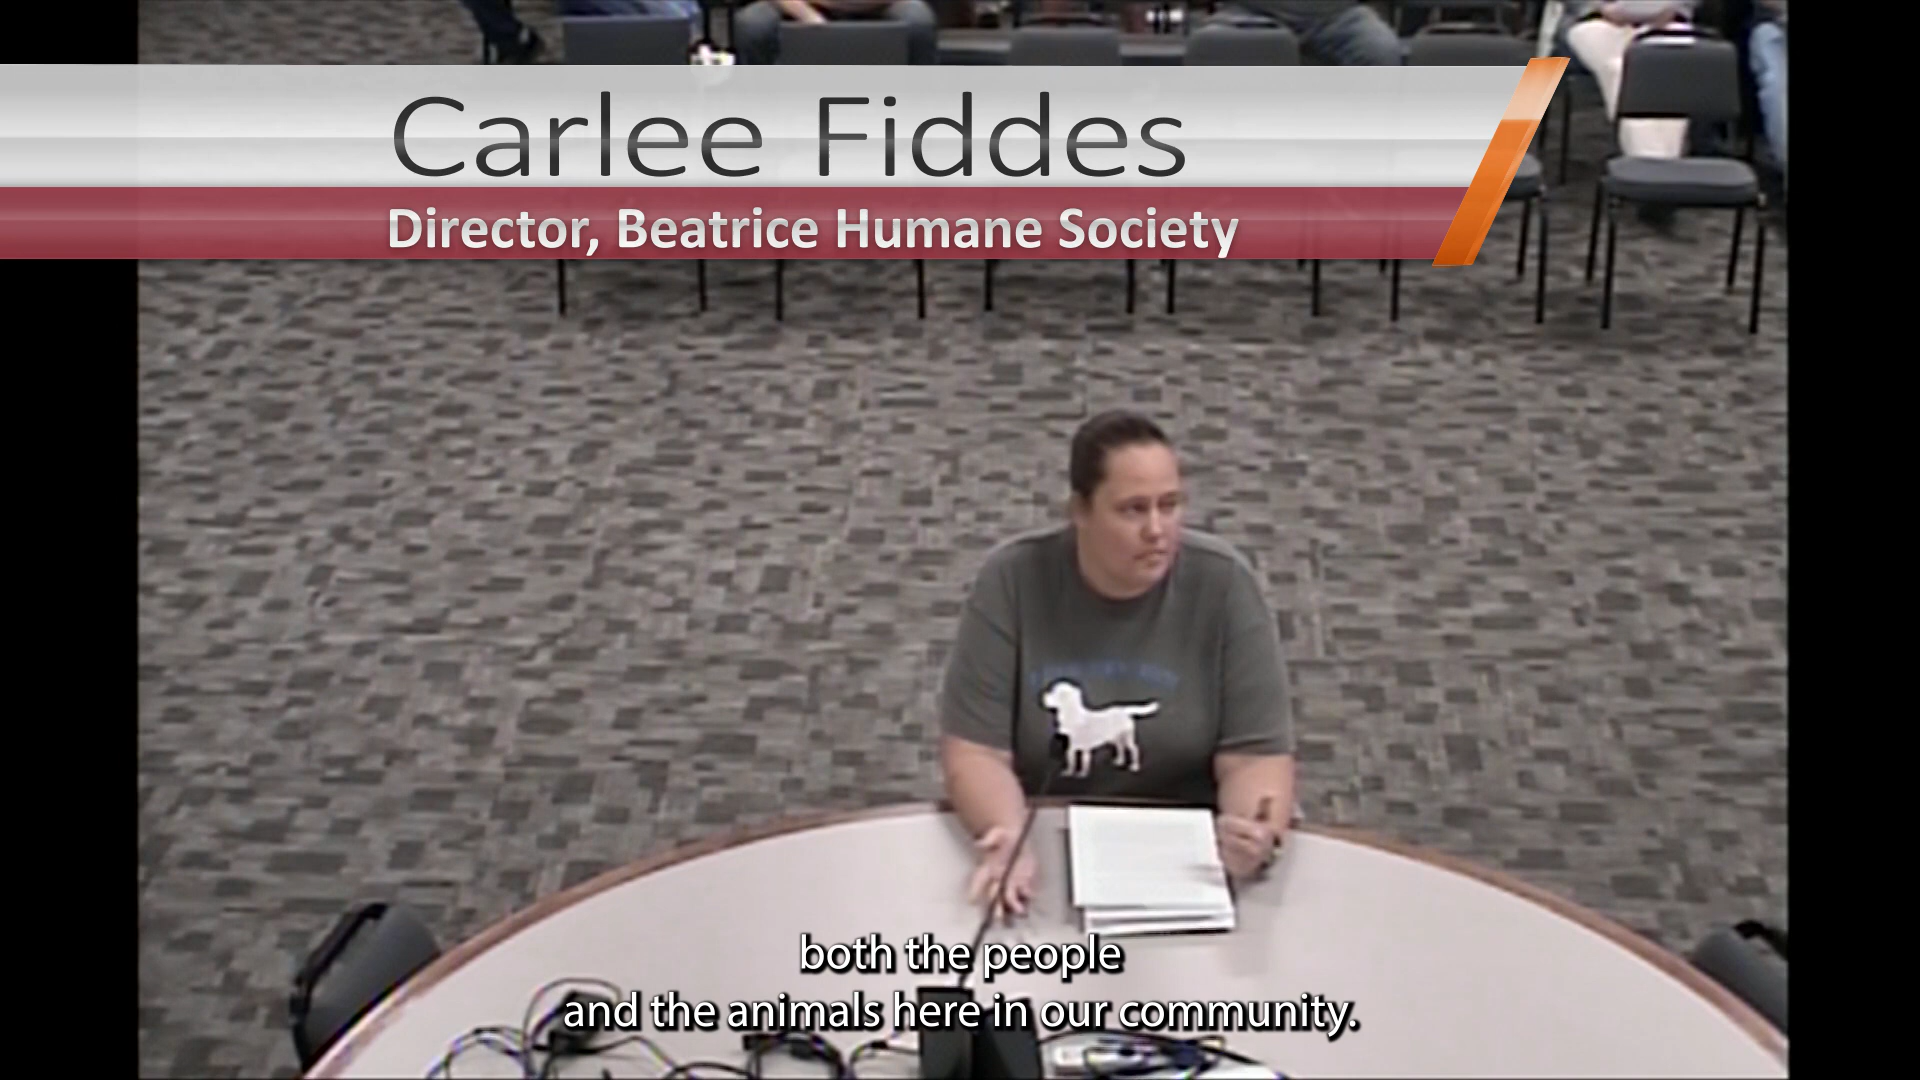 Carlee Fiddes
Director, Beatrice Humane Society
both the people
and the animals here in our community.